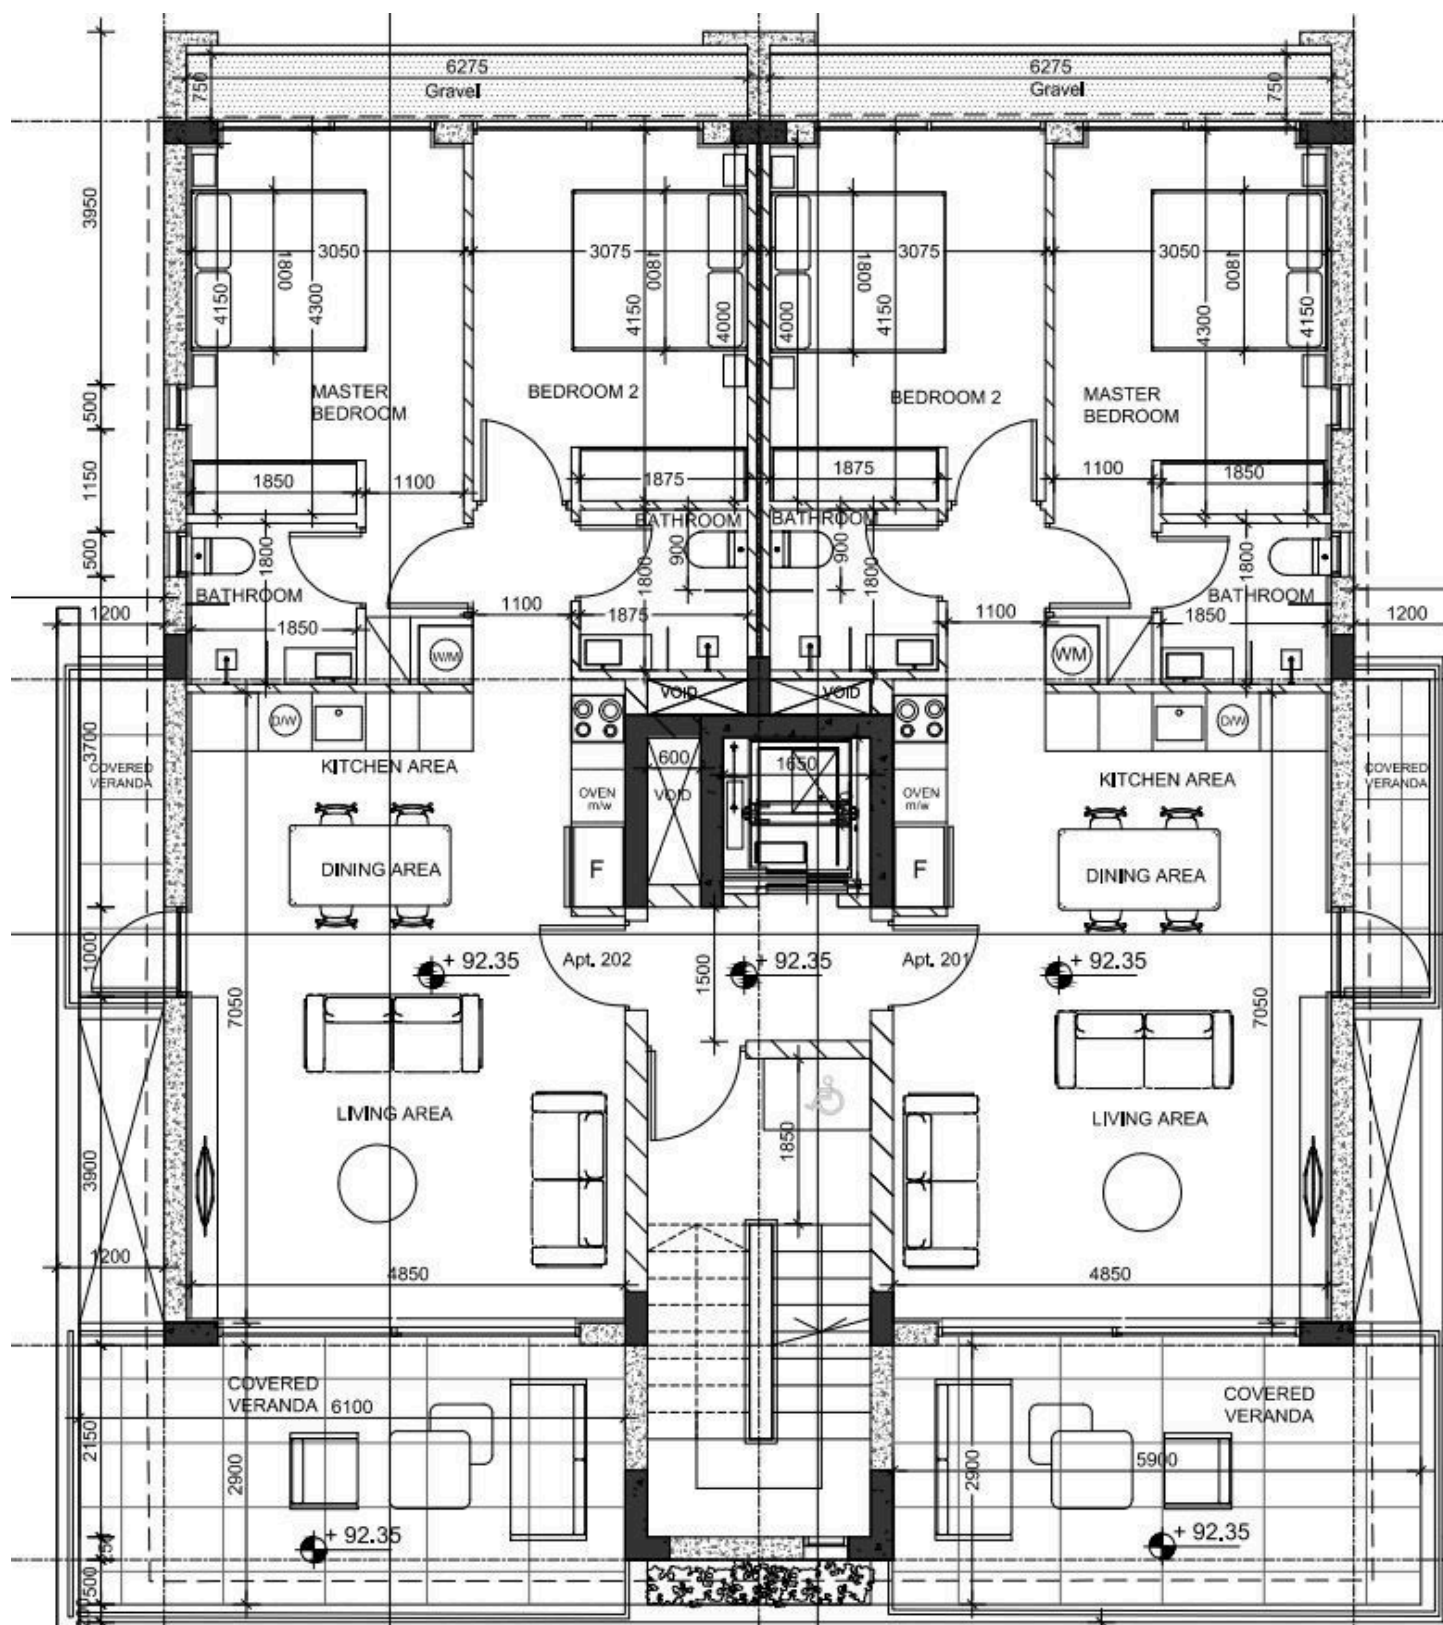 6275
Gravel
750
6275
Gravel
750
3950
3050
1800
4150
4300
3075
1800
4150
4000
4000
1800
4150
3075
3050
1800
4300
4150
MASTER
BEDROOM
BEDROOM 2
BEDROOM 2
MASTER
BEDROOM
500
1150
500
1850
1100
1875
1875
1100
1850
BATHROOM
BATHROOM
1800
900
1800
900
1800
1800
BATHROOM
BATHROOM
1200
1850
1100
1875
1100
1850
1200
W/M
WM
VOID
VOID
D/W
D/W
3700
COVERED
VERANDA
KITCHEN AREA
600
VOID
1650
KITCHEN AREA
COVERED
VERANDA
OVEN
m/w
OVEN
m/w
DINING AREA
F
F
DINING AREA
1000
+ 92.35
Apt. 202
1500
+ 92.35
Apt. 201
+ 92.35
7050
7050
LIVING AREA
LIVING AREA
1850
3900
1200
4850
4850
COVERED
VERANDA
6100
COVERED
VERANDA
2150
2900
2900
5900
+ 92.35
+ 92.35
250
500